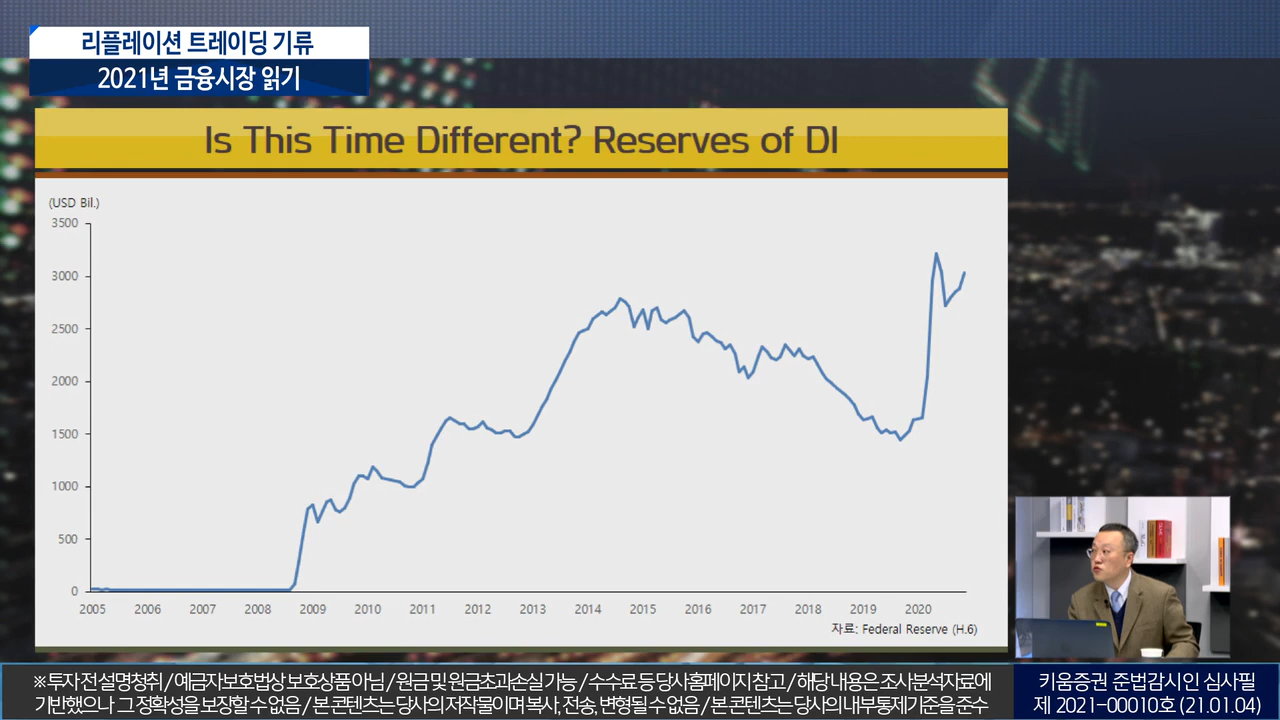 리플레이션 트레이딩 기류
2021년 금융시장 읽기
Is This Time Different? Reserves of DI
(USD Bil.)
3500
3000
2500
2000
1500
1000
500
0
2005 2006 2007 2008 2009 2010 2011 2012 2013 2014 2015 2016 2017 2018 2019 2020
자료: Federal Reserve (H.6)
※투자 전 설명청취 / 예금자보호법상 보호상품 아님 / 원금 및 원금초과손실 가능 / 수수료 등 당사홈페이지 참고 / 해당 내용은 조사분석자료에
기반했으나 그 정확성을 보장할 수 없음 / 본 콘텐츠는 당사의 저작물이며 복사, 전송, 변형될 수 없음 / 본 콘텐츠는 당사의 내부통제기준을 준수
키움증권 준법감시인 심사필
제 2021-00010호 (21.01.04)